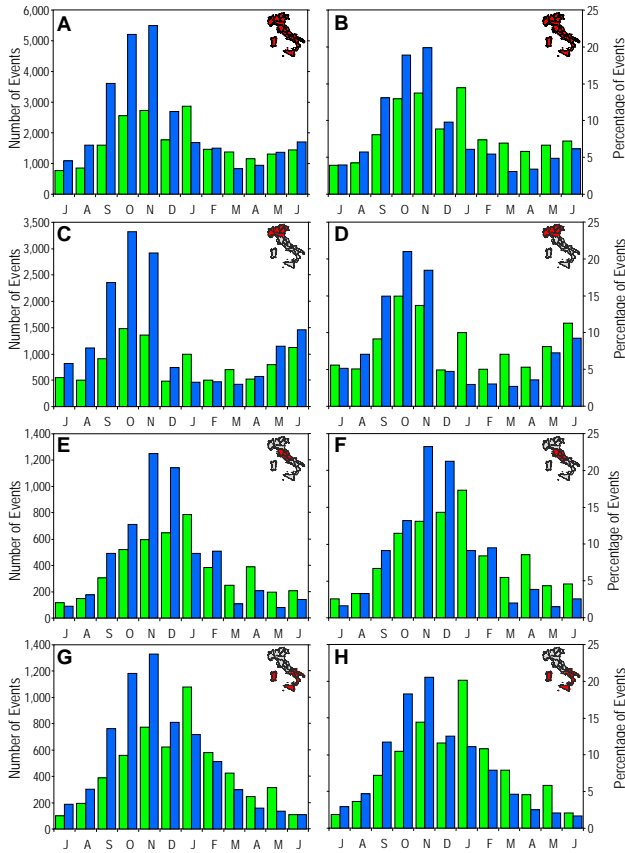 A
B
Number of Events
Percentage of Events
6,000
5,000
4,000
3,000
2,000
1,000
0
25
20
15
10
5
0
J A S O N D J F M A M J
J A S O N D J F M A M J
C
D
Number of Events
Percentage of Events
3,500
3,000
2,500
2,000
1,500
1,000
500
0
25
20
15
10
5
0
J A S O N D J F M A M J
J A S O N D J F M A M J
E
F
Number of Events
Percentage of Events
1,400
1,200
1,000
800
600
400
200
0
25
20
15
10
5
0
J A S O N D J F M A M J
J A S O N D J F M A M J
G
H
Number of Events
Percentage of Events
1,400
1,200
1,000
800
600
400
200
0
25
20
15
10
5
0
J A S O N D J F M A M J
J A S O N D J F M A M J